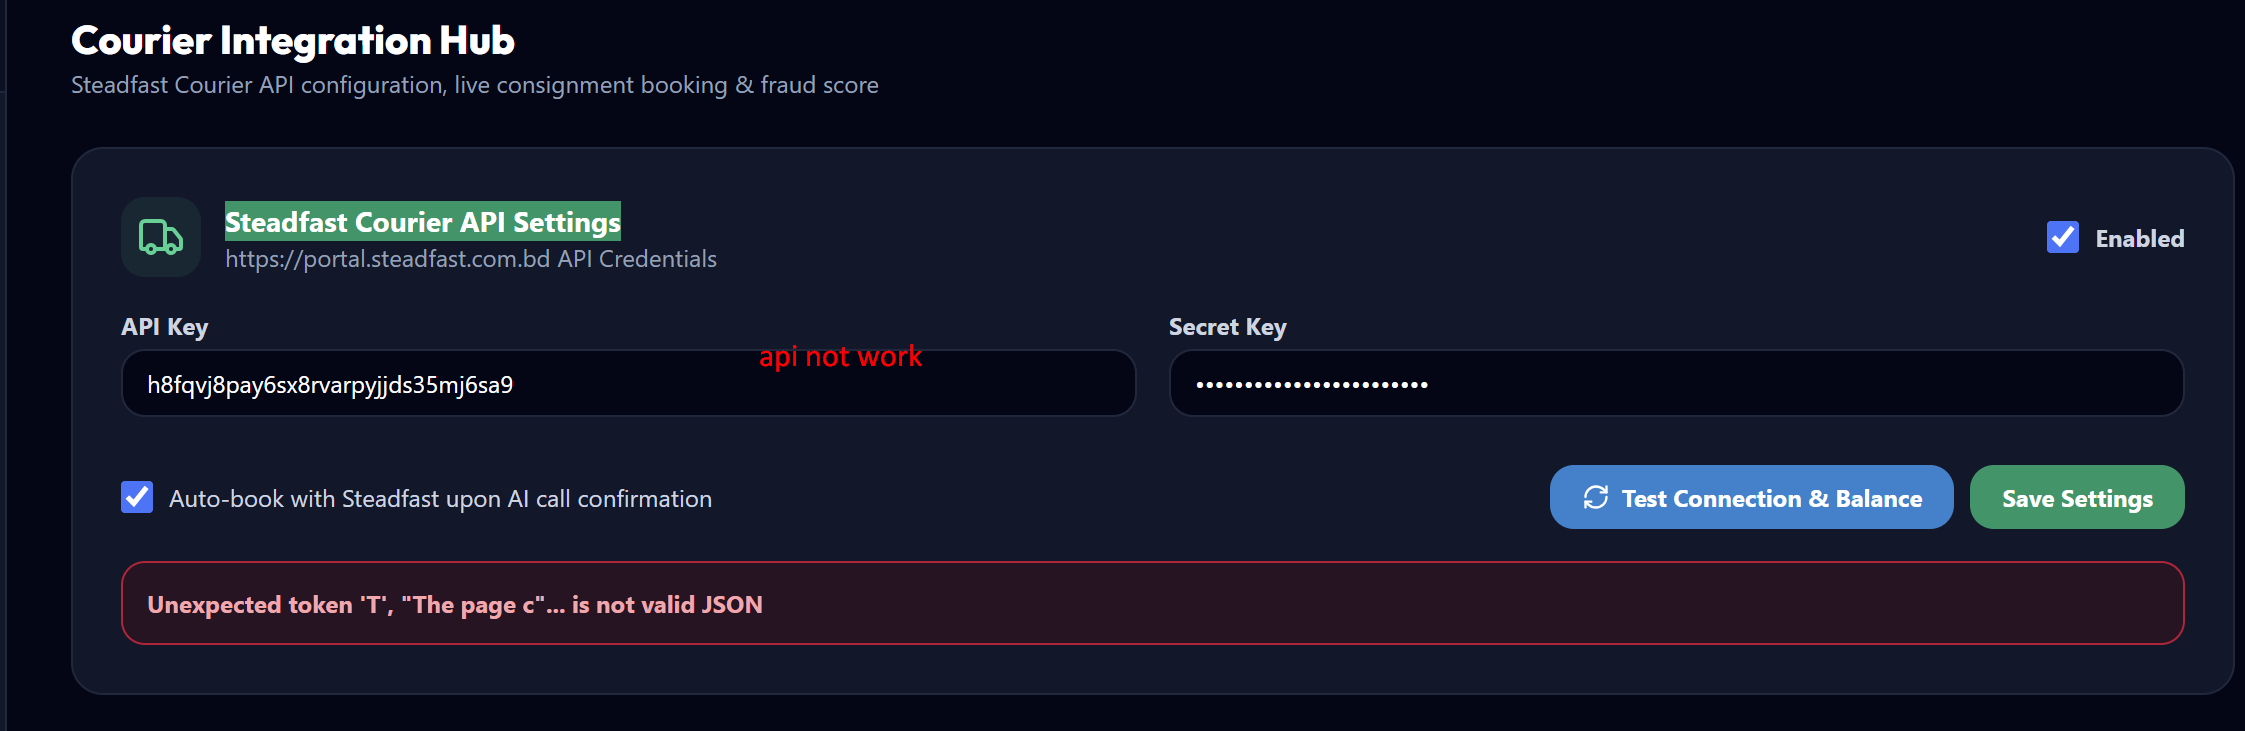 Courier Integration Hub
Steadfast Courier API configuration, live consignment booking & fraud score
Steadfast Courier API Settings
https://portal.steadfast.com.bd API Credentials
Enabled
API Key
Secret Key
api not work
h8fqvj8pay6sx8rvarpyjjds35mj6sa9
••••••••••••••••••••••••
Auto-book with Steadfast upon AI call confirmation
Test Connection & Balance
Save Settings
Unexpected token 'T', "The page c"... is not valid JSON